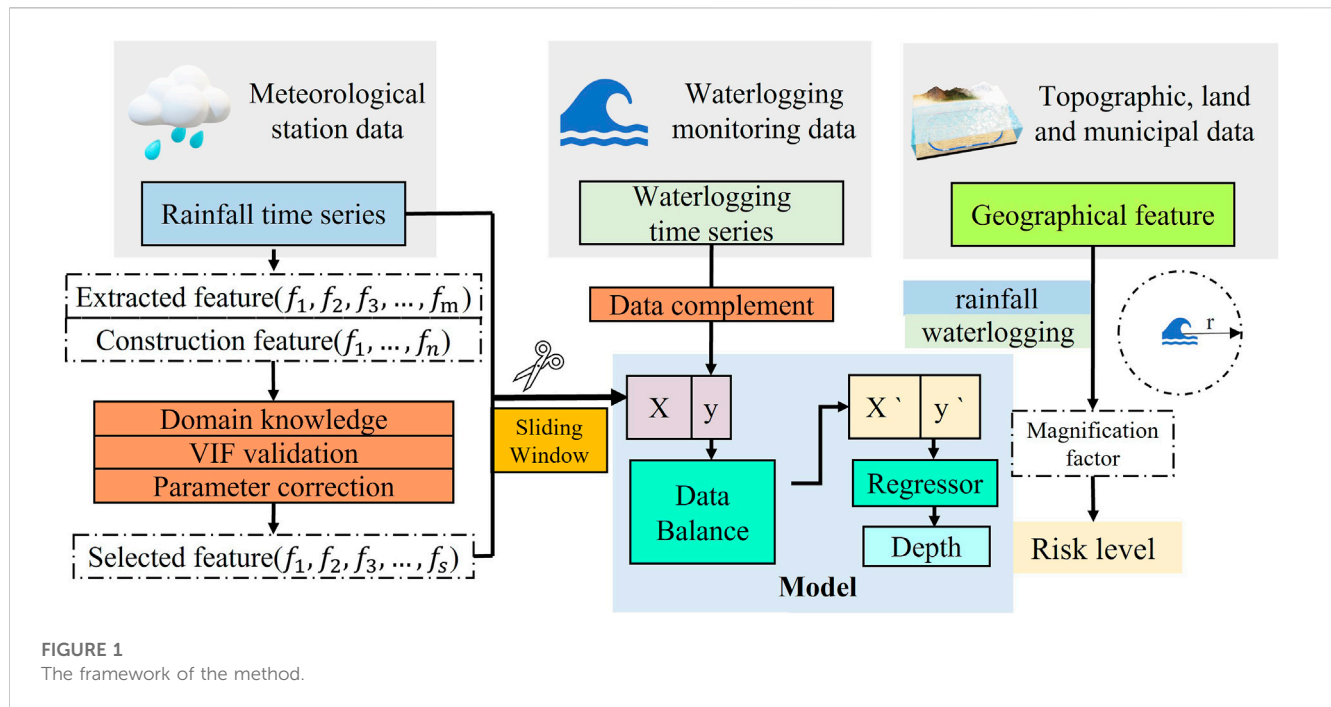 Meteorological
station data
Rainfall time series
Extracted feature(f₁, f₂, f₃, ..., fₘ)
Construction feature(f₁, ..., fₙ)
Domain knowledge
VIF validation
Parameter correction
Selected feature(f₁, f₂, f₃, ..., fₛ)
Sliding
Window
Waterlogging
monitoring data
Waterlogging
time series
Data complement
X y
Data
Balance
X ` y `
Regressor
Depth
Model
Topographic, land
and municipal data
Geographical feature
rainfall
waterlogging
r
Magnification
factor
Risk level
FIGURE 1
The framework of the method.